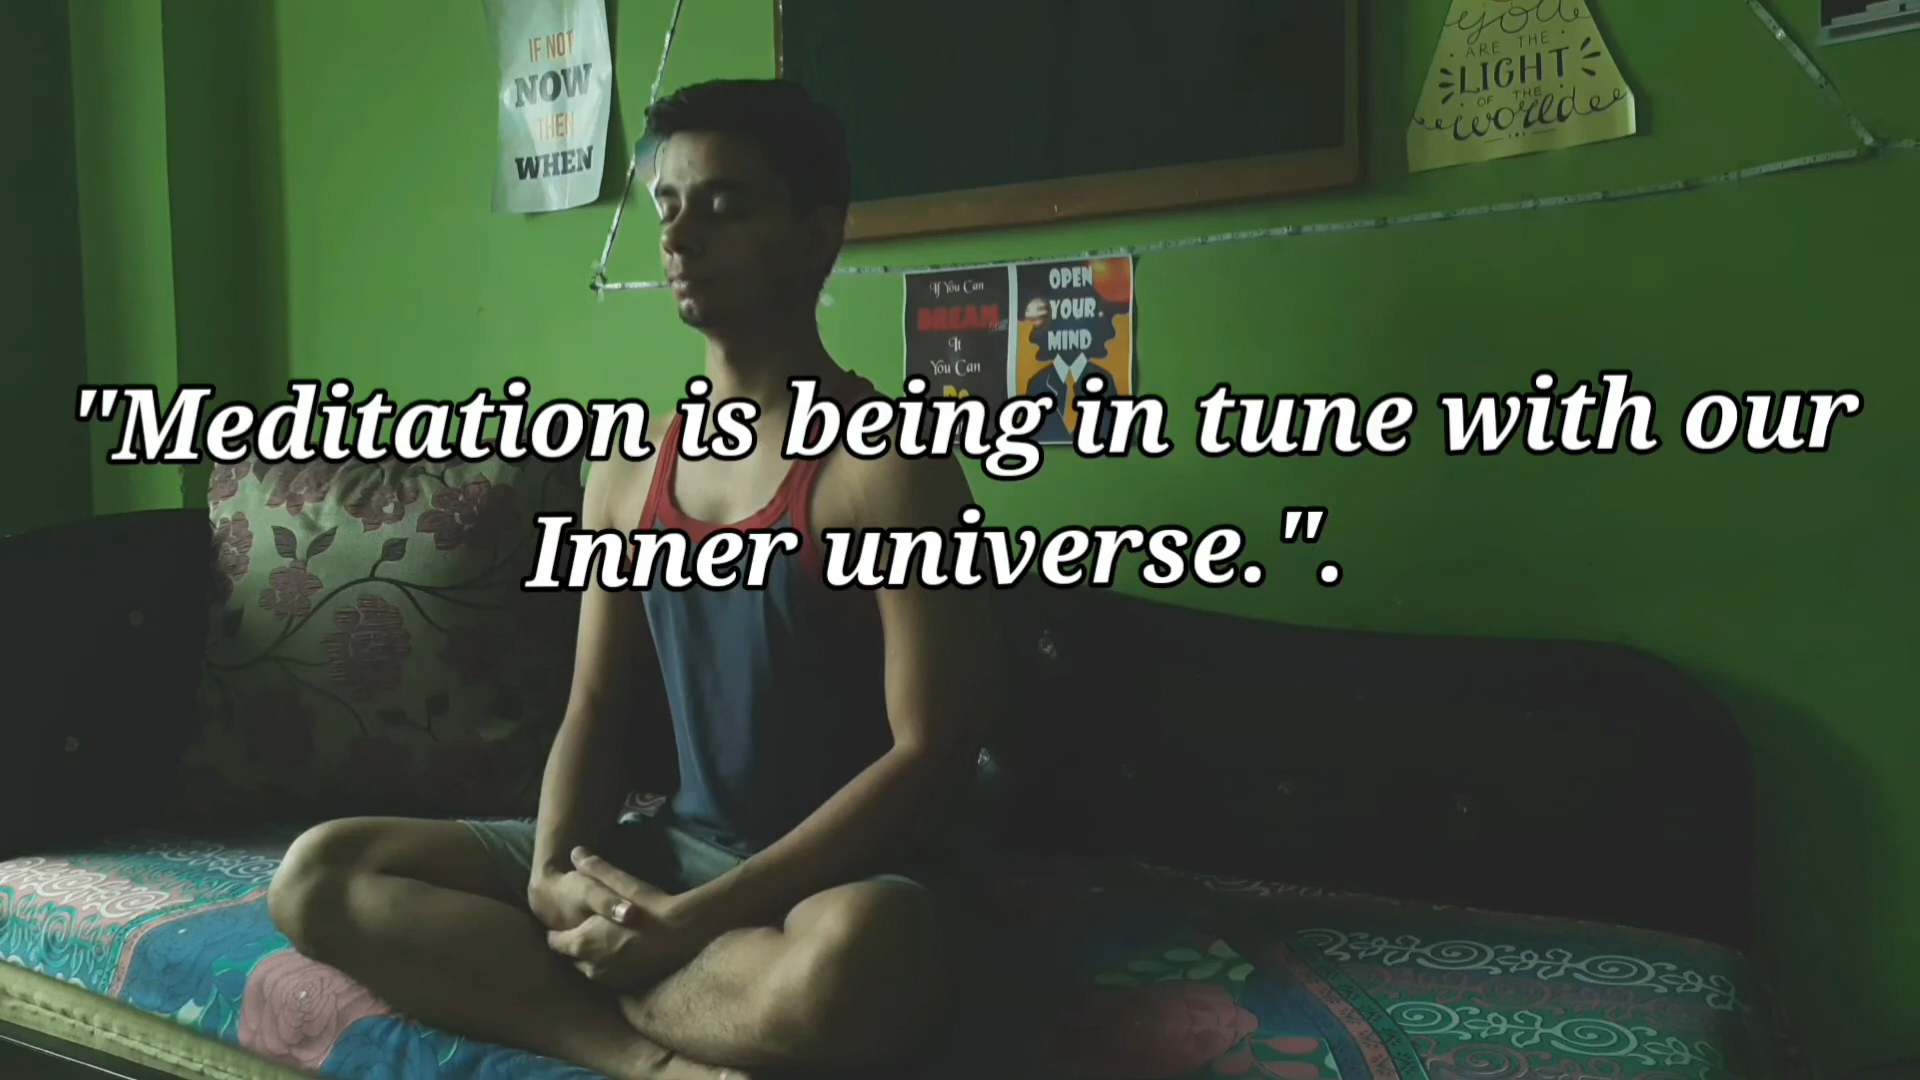 IF NOT
NOW
THEN
WHEN
you
ARE THE
LIGHT
OF THE
world
If You Can
DREAM
It
You Can
Do
OPEN
YOUR
MIND
"Meditation is being in tune with our
Inner universe.".